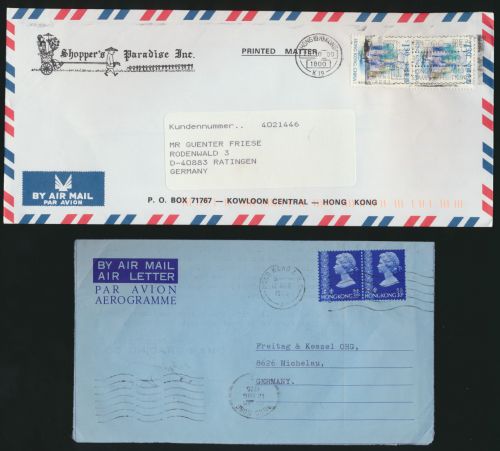 Shopper's Paradise Inc.
PRINTED MATTER
1800
Kundennummer.. 4021446
MR GUENTER FRIESE
RODENWALD 3
D-40883 RATINGEN
GERMANY
BY AIR MAIL
PAR AVION
P. O. BOX 71767 — KOWLOON CENTRAL — HONG KONG
BY AIR MAIL
AIR LETTER
PAR AVION
AEROGRAMME
HONG KONG
HONG KONG
Freitag & Kessel OHG,
8626 Michelau,
GERMANY.